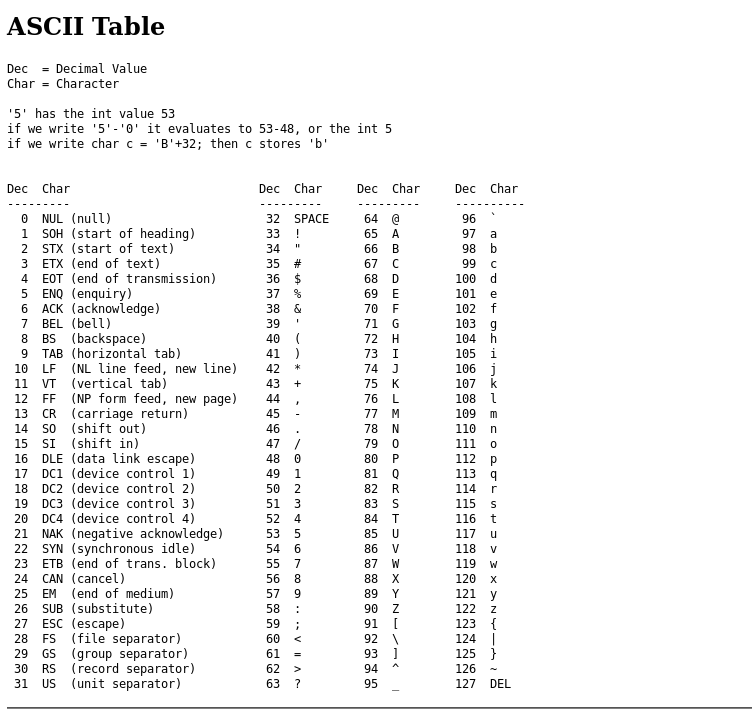 ASCII Table
Dec  = Decimal Value
Char = Character
'5' has the int value 53
if we write '5'-'0' it evaluates to 53-48, or the int 5
if we write char c = 'B'+32; then c stores 'b'
Dec  Char                           Dec  Char     Dec  Char     Dec  Char
---------                           ---------     ---------     ----------
  0  NUL (null)                      32  SPACE     64  @         96  `
  1  SOH (start of heading)          33  !         65  A         97  a
  2  STX (start of text)             34  "         66  B         98  b
  3  ETX (end of text)               35  #         67  C         99  c
  4  EOT (end of transmission)       36  $         68  D        100  d
  5  ENQ (enquiry)                   37  %         69  E        101  e
  6  ACK (acknowledge)               38  &         70  F        102  f
  7  BEL (bell)                      39  '         71  G        103  g
  8  BS  (backspace)                 40  (         72  H        104  h
  9  TAB (horizontal tab)            41  )         73  I        105  i
 10  LF  (NL line feed, new line)    42  *         74  J        106  j
 11  VT  (vertical tab)              43  +         75  K        107  k
 12  FF  (NP form feed, new page)    44  ,         76  L        108  l
 13  CR  (carriage return)           45  -         77  M        109  m
 14  SO  (shift out)                 46  .         78  N        110  n
 15  SI  (shift in)                  47  /         79  O        111  o
 16  DLE (data link escape)          48  0         80  P        112  p
 17  DC1 (device control 1)          49  1         81  Q        113  q
 18  DC2 (device control 2)          50  2         82  R        114  r
 19  DC3 (device control 3)          51  3         83  S        115  s
 20  DC4 (device control 4)          52  4         84  T        116  t
 21  NAK (negative acknowledge)      53  5         85  U        117  u
 22  SYN (synchronous idle)          54  6         86  V        118  v
 23  ETB (end of trans. block)       55  7         87  W        119  w
 24  CAN (cancel)                    56  8         88  X        120  x
 25  EM  (end of medium)             57  9         89  Y        121  y
 26  SUB (substitute)                58  :         90  Z        122  z
 27  ESC (escape)                    59  ;         91  [        123  {
 28  FS  (file separator)            60  <         92  \        124  |
 29  GS  (group separator)           61  =         93  ]        125  }
 30  RS  (record separator)          62  >         94  ^        126  ~
 31  US  (unit separator)            63  ?         95  _        127  DEL